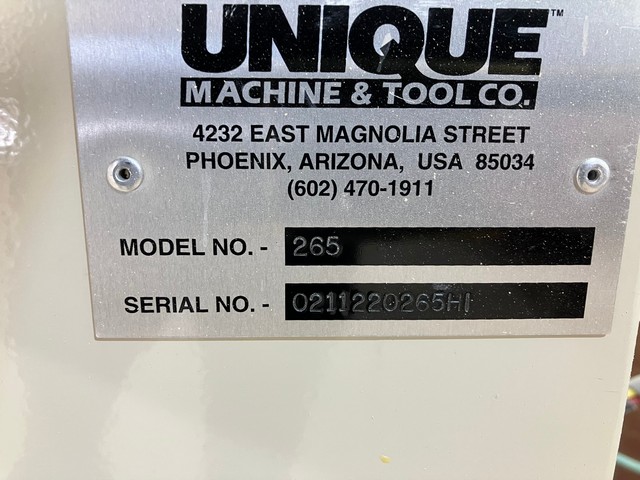 UNIQUE™
MACHINE & TOOL CO.
4232 EAST MAGNOLIA STREET
PHOENIX, ARIZONA, USA 85034
(602) 470-1911
MODEL NO. - 265
SERIAL NO. - 0211220265HI